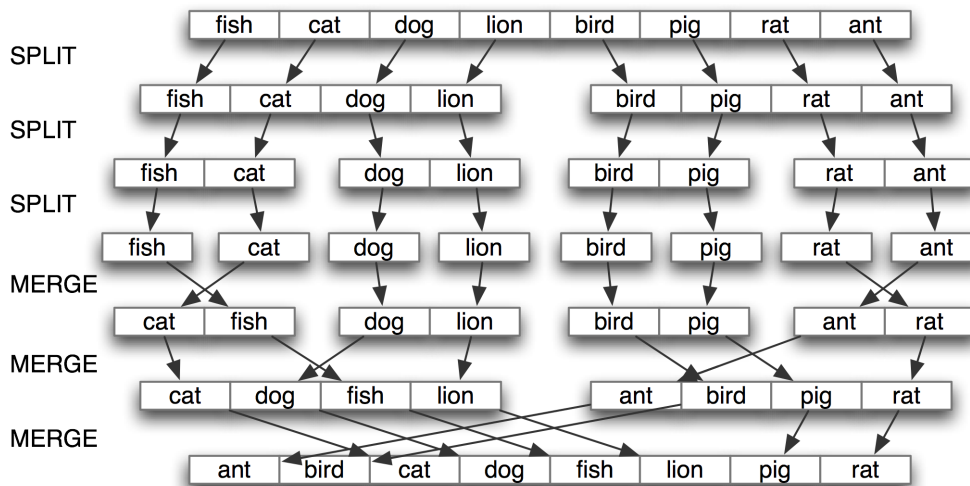 fish cat dog lion bird pig rat ant
SPLIT
fish cat dog lion bird pig rat ant
SPLIT
fish cat dog lion bird pig rat ant
SPLIT
fish cat dog lion bird pig rat ant
MERGE
cat fish dog lion bird pig ant rat
MERGE
cat dog fish lion ant bird pig rat
MERGE
ant bird cat dog fish lion pig rat